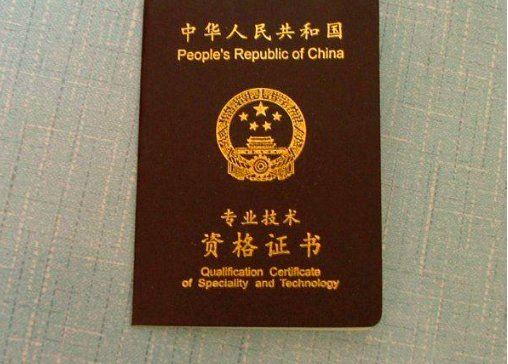 中华人民共和国
People's Republic of China
专业技术
资格证书
Qualification Certificate
of Speciality and Technology